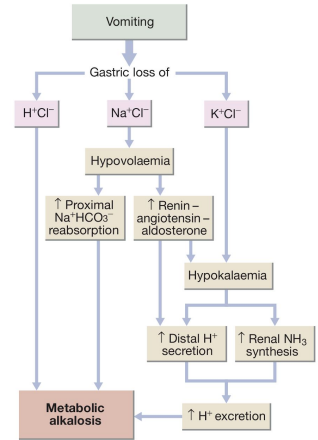 Vomiting
Gastric loss of
H⁺Cl⁻
Na⁺Cl⁻
K⁺Cl⁻
Hypovolaemia
↑ Proximal
Na⁺HCO₃⁻
reabsorption
↑ Renin –
angiotensin –
aldosterone
Hypokalaemia
↑ Distal H⁺
secretion
↑ Renal NH₃
synthesis
Metabolic
alkalosis
↑ H⁺ excretion